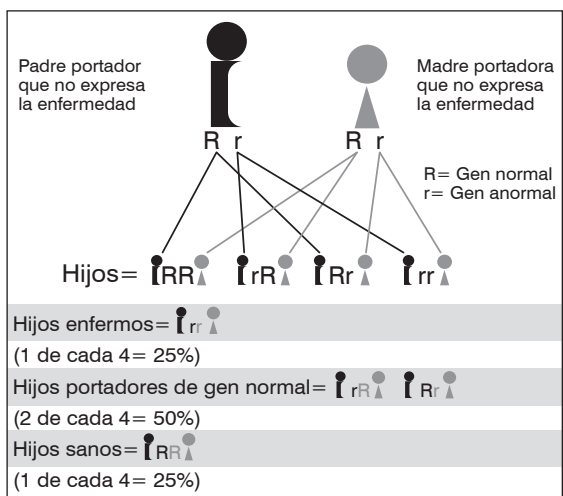 Padre portador
que no expresa
la enfermedad
Madre portadora
que no expresa
la enfermedad
R r
R r
R= Gen normal
r= Gen anormal
Hijos= RR rR Rr rr
Hijos enfermos= rr
(1 de cada 4= 25%)
Hijos portadores de gen normal= rR Rr
(2 de cada 4= 50%)
Hijos sanos= RR
(1 de cada 4= 25%)